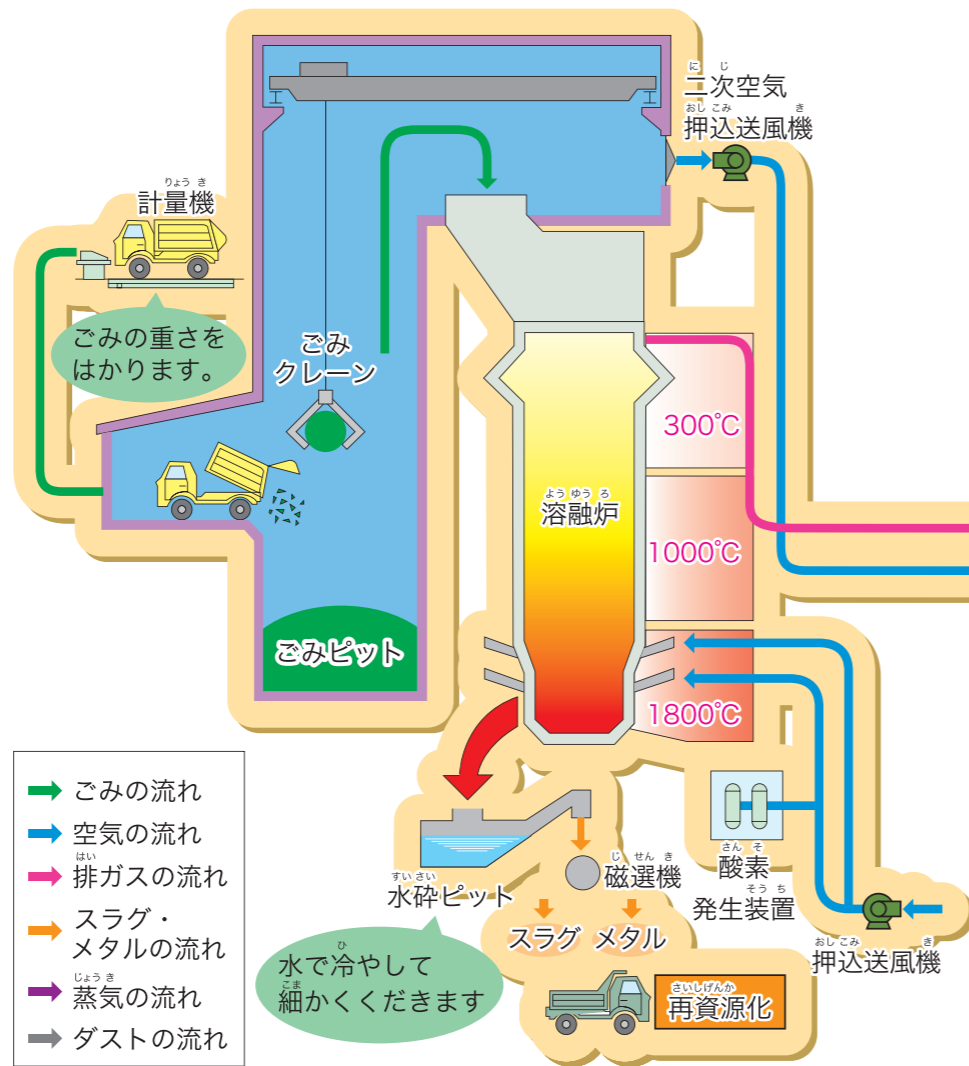 にじ
二次空気
おしこみ き
押込送風機
りょうき
計量機
ごみの重さを
はかります。
ごみ
クレーン
300℃
ようゆうろ
溶融炉
1000℃
ごみピット
1800℃
ごみの流れ
空気の流れ
はい
排ガスの流れ
スラグ・
メタルの流れ
じょうき
蒸気の流れ
ダストの流れ
すいさい
水砕ピット
ひ
水で冷やして
こま
細かくくだきます
じせんき
磁選機
スラグ メタル
さんそ
酸素
そうち
発生装置
おしこみ き
押込送風機
さいしげんか
再資源化